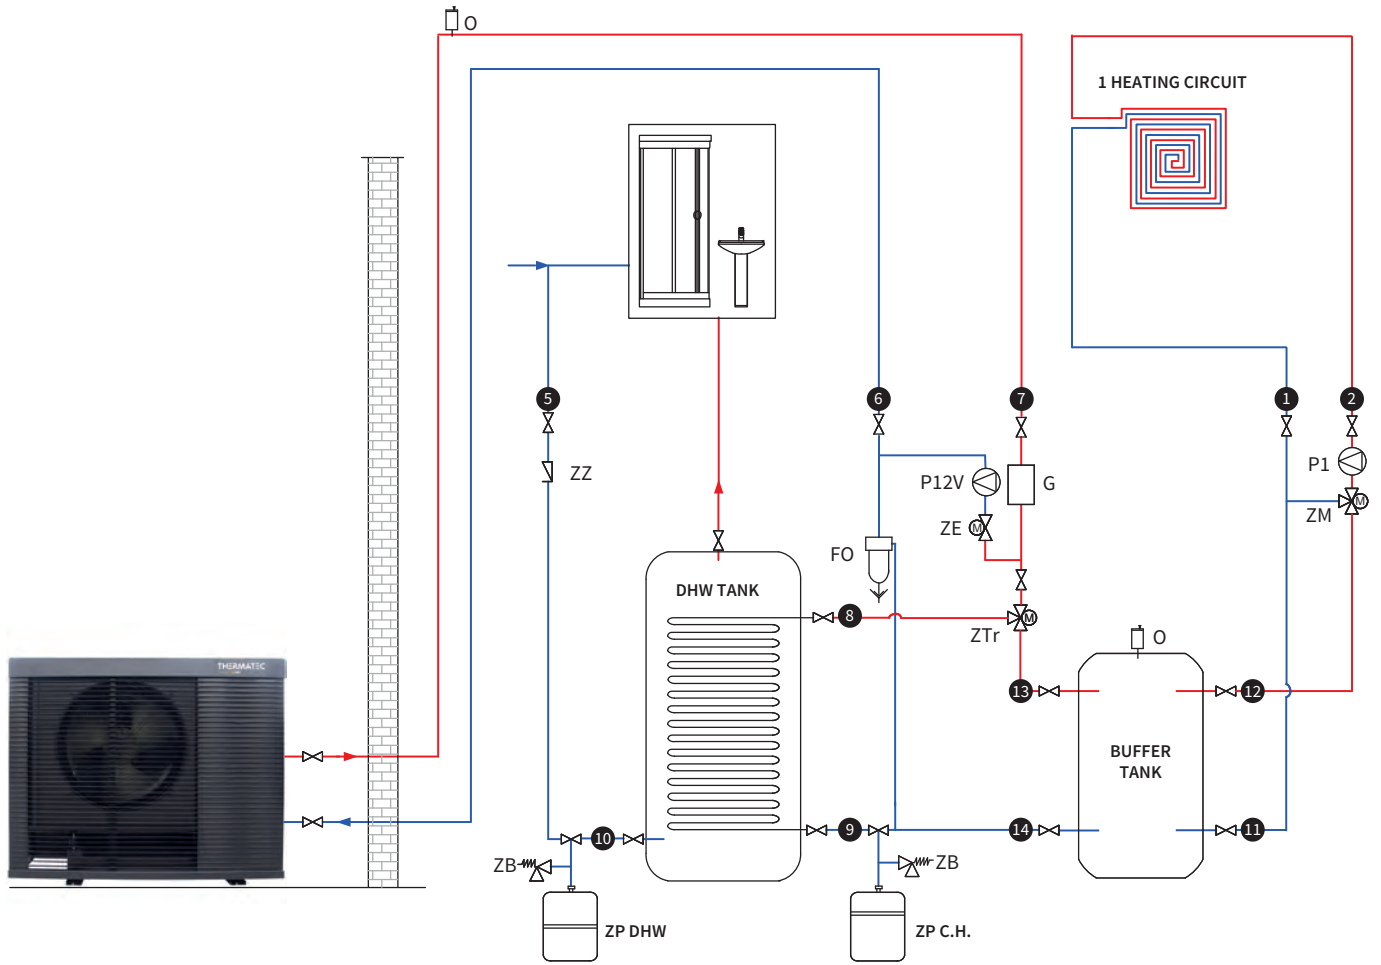 O
1 HEATING CIRCUIT
5
6
7
1
2
ZZ
P12V
G
P1
ZE
ZM
M
M
FO
DHW TANK
8
ZTr
M
O
THERMATEC
13
12
BUFFER
TANK
10
9
14
11
ZB
ZB
ZP DHW
ZP C.H.